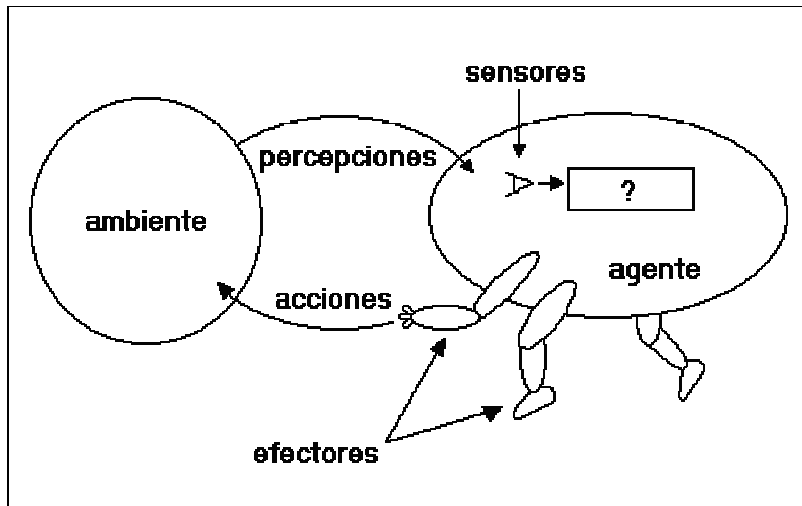 sensores
percepciones
?
ambiente
agente
acciones
efectores